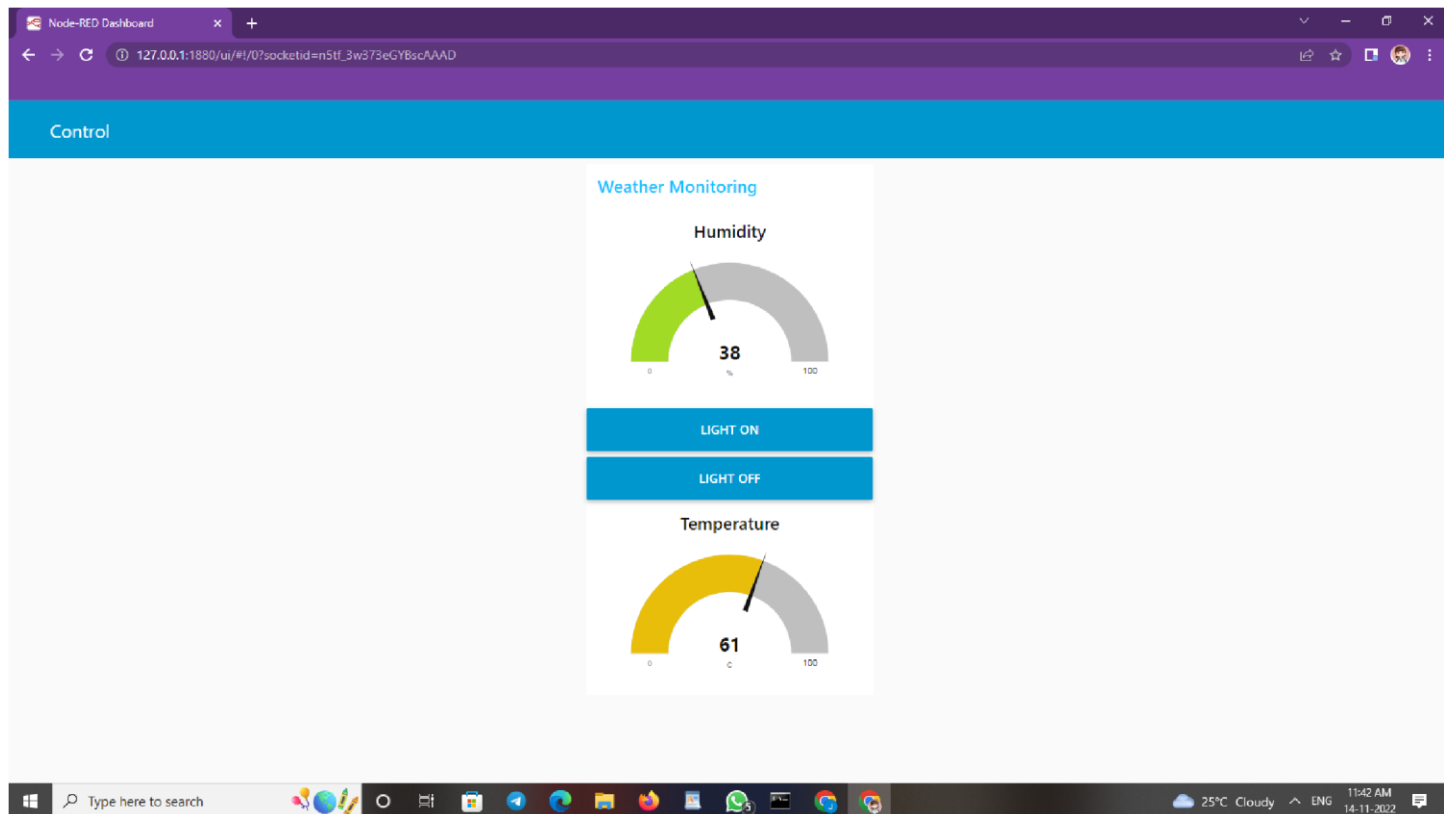 Node-RED Dashboard
127.0.0.1:1880/ui/#!/0?socketid=n5tf_3w373eGYBscAAAD
Control
Weather Monitoring
Humidity
38
0 % 100
LIGHT ON
LIGHT OFF
Temperature
61
0 C 100
Type here to search
5
25°C Cloudy
ENG
11:42 AM
14-11-2022